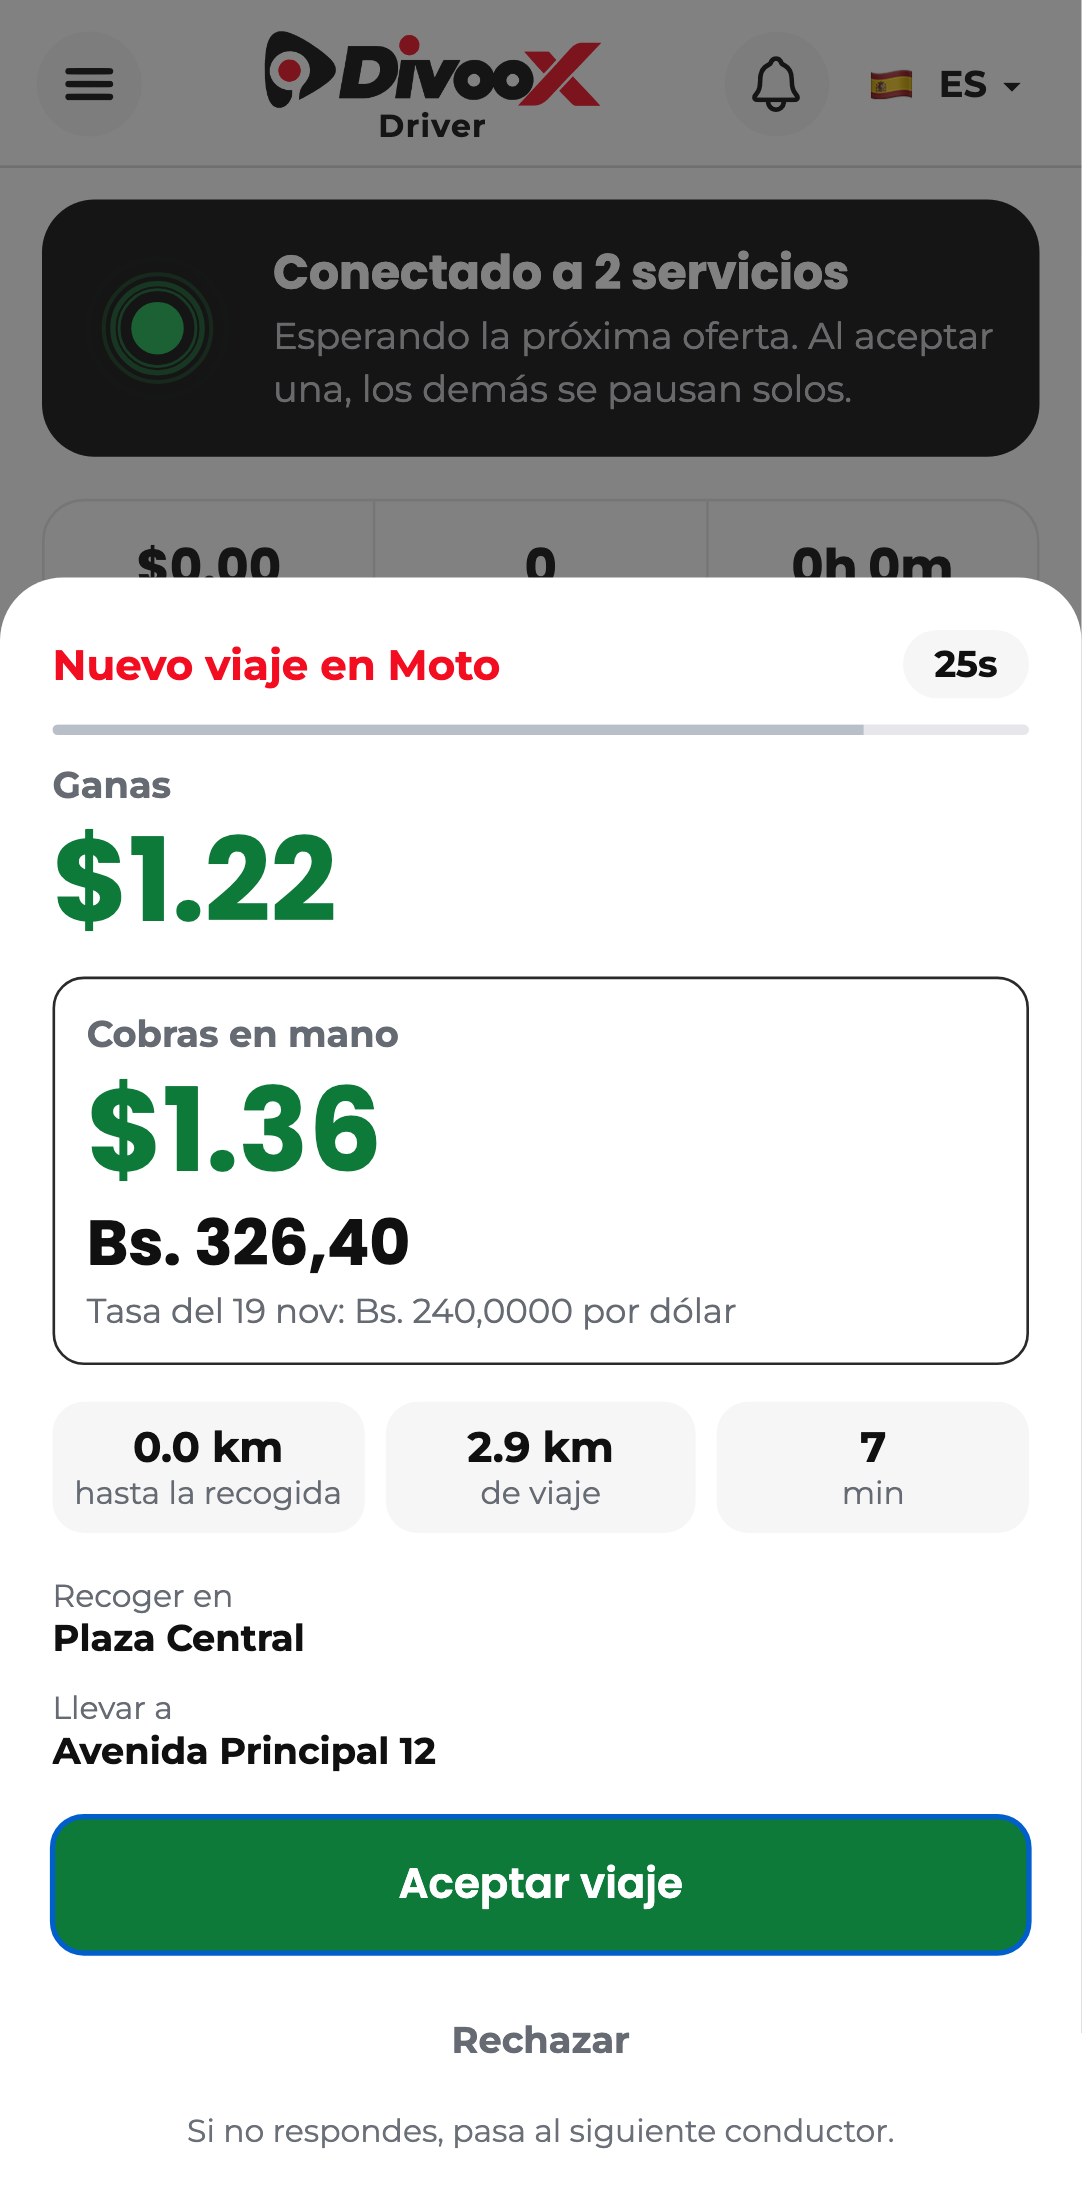 DivooX
Driver
ES
Conectado a 2 servicios
Esperando la próxima oferta. Al aceptar
una, los demás se pausan solos.
$0.00
0
0h 0m
Nuevo viaje en Moto
25s
Ganas
$1.22
Cobras en mano
$1.36
Bs. 326,40
Tasa del 19 nov: Bs. 240,0000 por dólar
0.0 km
hasta la recogida
2.9 km
de viaje
7
min
Recoger en
Plaza Central
Llevar a
Avenida Principal 12
Aceptar viaje
Rechazar
Si no respondes, pasa al siguiente conductor.